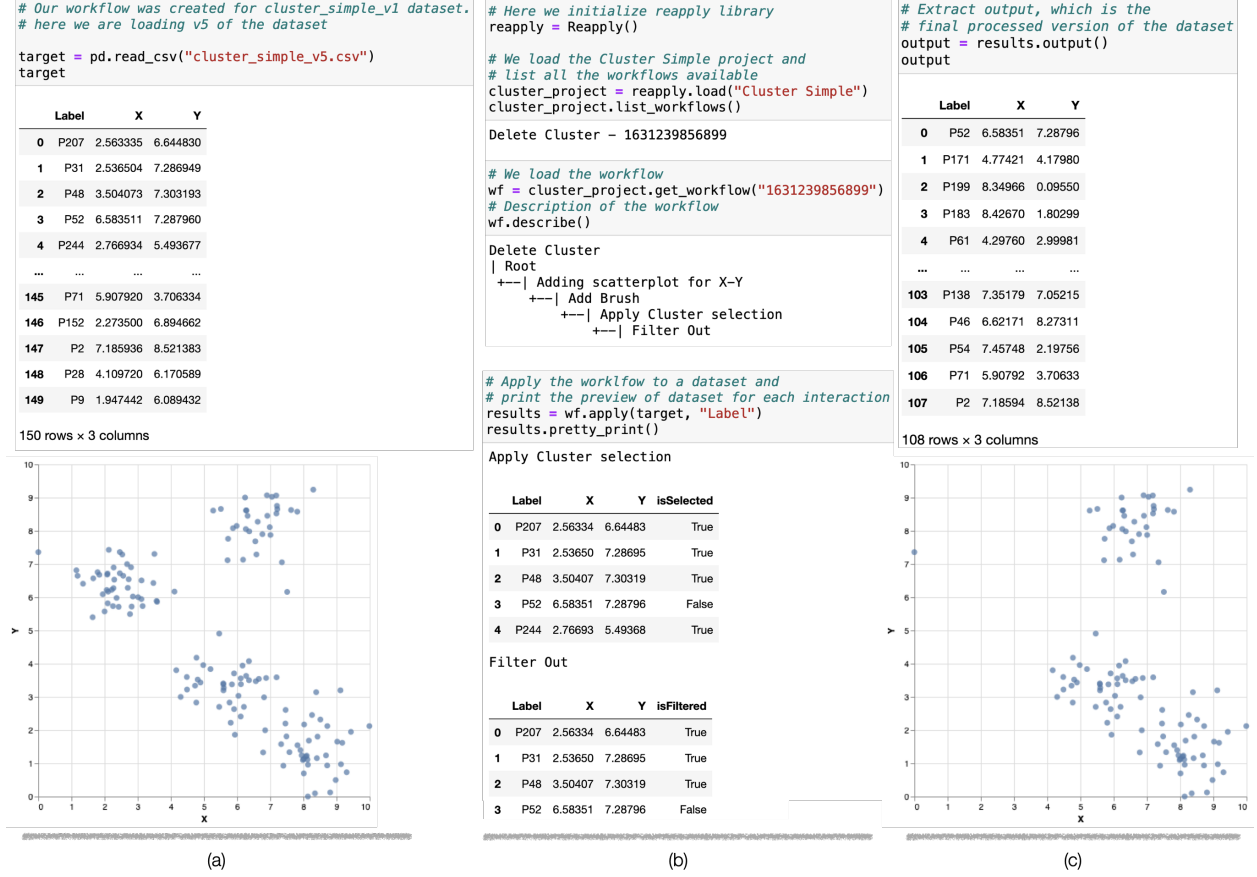 # Our workflow was created for cluster_simple_v1 dataset.
# here we are loading v5 of the dataset
target = pd.read_csv("cluster_simple_v5.csv")
target
Label X Y
0 P207 2.563335 6.644830
1 P31 2.536504 7.286949
2 P48 3.504073 7.303193
3 P52 6.583511 7.287960
4 P244 2.766934 5.493677
... ... ... ...
145 P71 5.907920 3.706334
146 P152 2.273500 6.894662
147 P2 7.185936 8.521383
148 P28 4.109720 6.170589
149 P9 1.947442 6.089432
150 rows × 3 columns
10
9
8
7
6
5
4
3
2
1
0
Y
0 1 2 3 4 5 6 7 8 9 10
X
(a)
# Here we initialize reapply library
reapply = Reapply()
# We load the Cluster Simple project and
# list all the workflows available
cluster_project = reapply.load("Cluster Simple")
cluster_project.list_workflows()
Delete Cluster – 1631239856899
# We load the workflow
wf = cluster_project.get_workflow("1631239856899")
# Description of the workflow
wf.describe()
Delete Cluster
| Root
+--| Adding scatterplot for X-Y
+--| Add Brush
+--| Apply Cluster selection
+--| Filter Out
# Apply the worklfow to a dataset and
# print the preview of dataset for each interaction
results = wf.apply(target, "Label")
results.pretty_print()
Apply Cluster selection
Label X Y isSelected
0 P207 2.56334 6.64483 True
1 P31 2.53650 7.28695 True
2 P48 3.50407 7.30319 True
3 P52 6.58351 7.28796 False
4 P244 2.76693 5.49368 True
Filter Out
Label X Y isFiltered
0 P207 2.56334 6.64483 True
1 P31 2.53650 7.28695 True
2 P48 3.50407 7.30319 True
3 P52 6.58351 7.28796 False
(b)
# Extract output, which is the
# final processed version of the dataset
output = results.output()
output
Label X Y
0 P52 6.58351 7.28796
1 P171 4.77421 4.17980
2 P199 8.34966 0.09550
3 P183 8.42670 1.80299
4 P61 4.29760 2.99981
... ... ... ...
103 P138 7.35179 7.05215
104 P46 6.62171 8.27311
105 P54 7.45748 2.19756
106 P71 5.90792 3.70633
107 P2 7.18594 8.52138
108 rows × 3 columns
10
9
8
7
6
5
4
3
2
1
0
Y
0 1 2 3 4 5 6 7 8 9 10
X
(c)